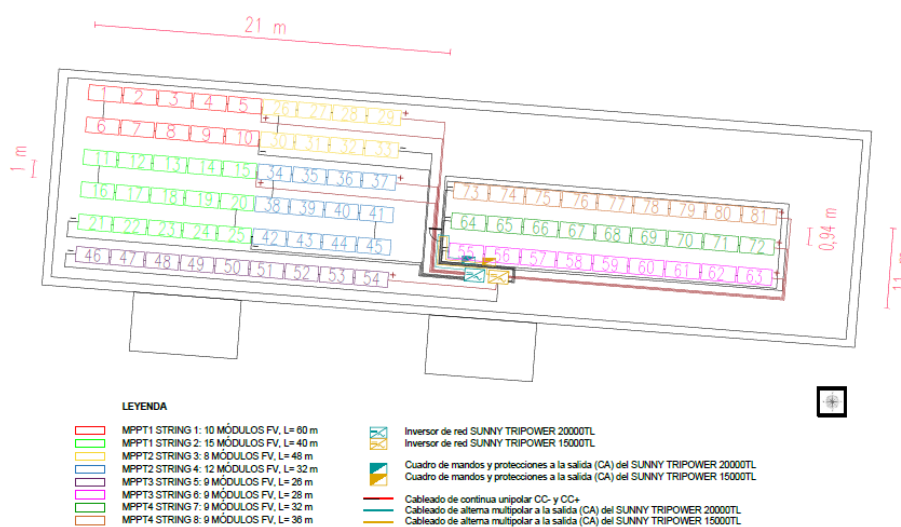 21 m
1 2 3 4 5 26 27 28 29
6 7 8 9 10 30 31 32 33
1 m
11 12 13 14 15 34 35 36 37
16 17 18 19 20 38 39 40 41
21 22 23 24 25 42 43 44 45
46 47 48 49 50 51 52 53 54
73 74 75 76 77 78 79 80 81
64 65 66 67 68 69 70 71 72
0,94 m
55 56 57 58 59 60 61 62 63
LEYENDA
MPPT1 STRING 1: 10 MÓDULOS FV, L= 60 m
MPPT1 STRING 2: 15 MÓDULOS FV, L= 40 m
MPPT2 STRING 3: 8 MÓDULOS FV, L= 48 m
MPPT2 STRING 4: 12 MÓDULOS FV, L= 32 m
MPPT3 STRING 5: 9 MÓDULOS FV, L= 26 m
MPPT3 STRING 6: 9 MÓDULOS FV, L= 28 m
MPPT4 STRING 7: 9 MÓDULOS FV, L= 32 m
MPPT4 STRING 8: 9 MÓDULOS FV, L= 36 m
Inversor de red SUNNY TRIPOWER 20000TL
Inversor de red SUNNY TRIPOWER 15000TL
Cuadro de mandos y protecciones a la salida (CA) del SUNNY TRIPOWER 20000TL
Cuadro de mandos y protecciones a la salida (CA) del SUNNY TRIPOWER 15000TL
Cableado de continua unipolar CC- y CC+
Cableado de alterna multipolar a la salida (CA) del SUNNY TRIPOWER 20000TL
Cableado de alterna multipolar a la salida (CA) del SUNNY TRIPOWER 15000TL